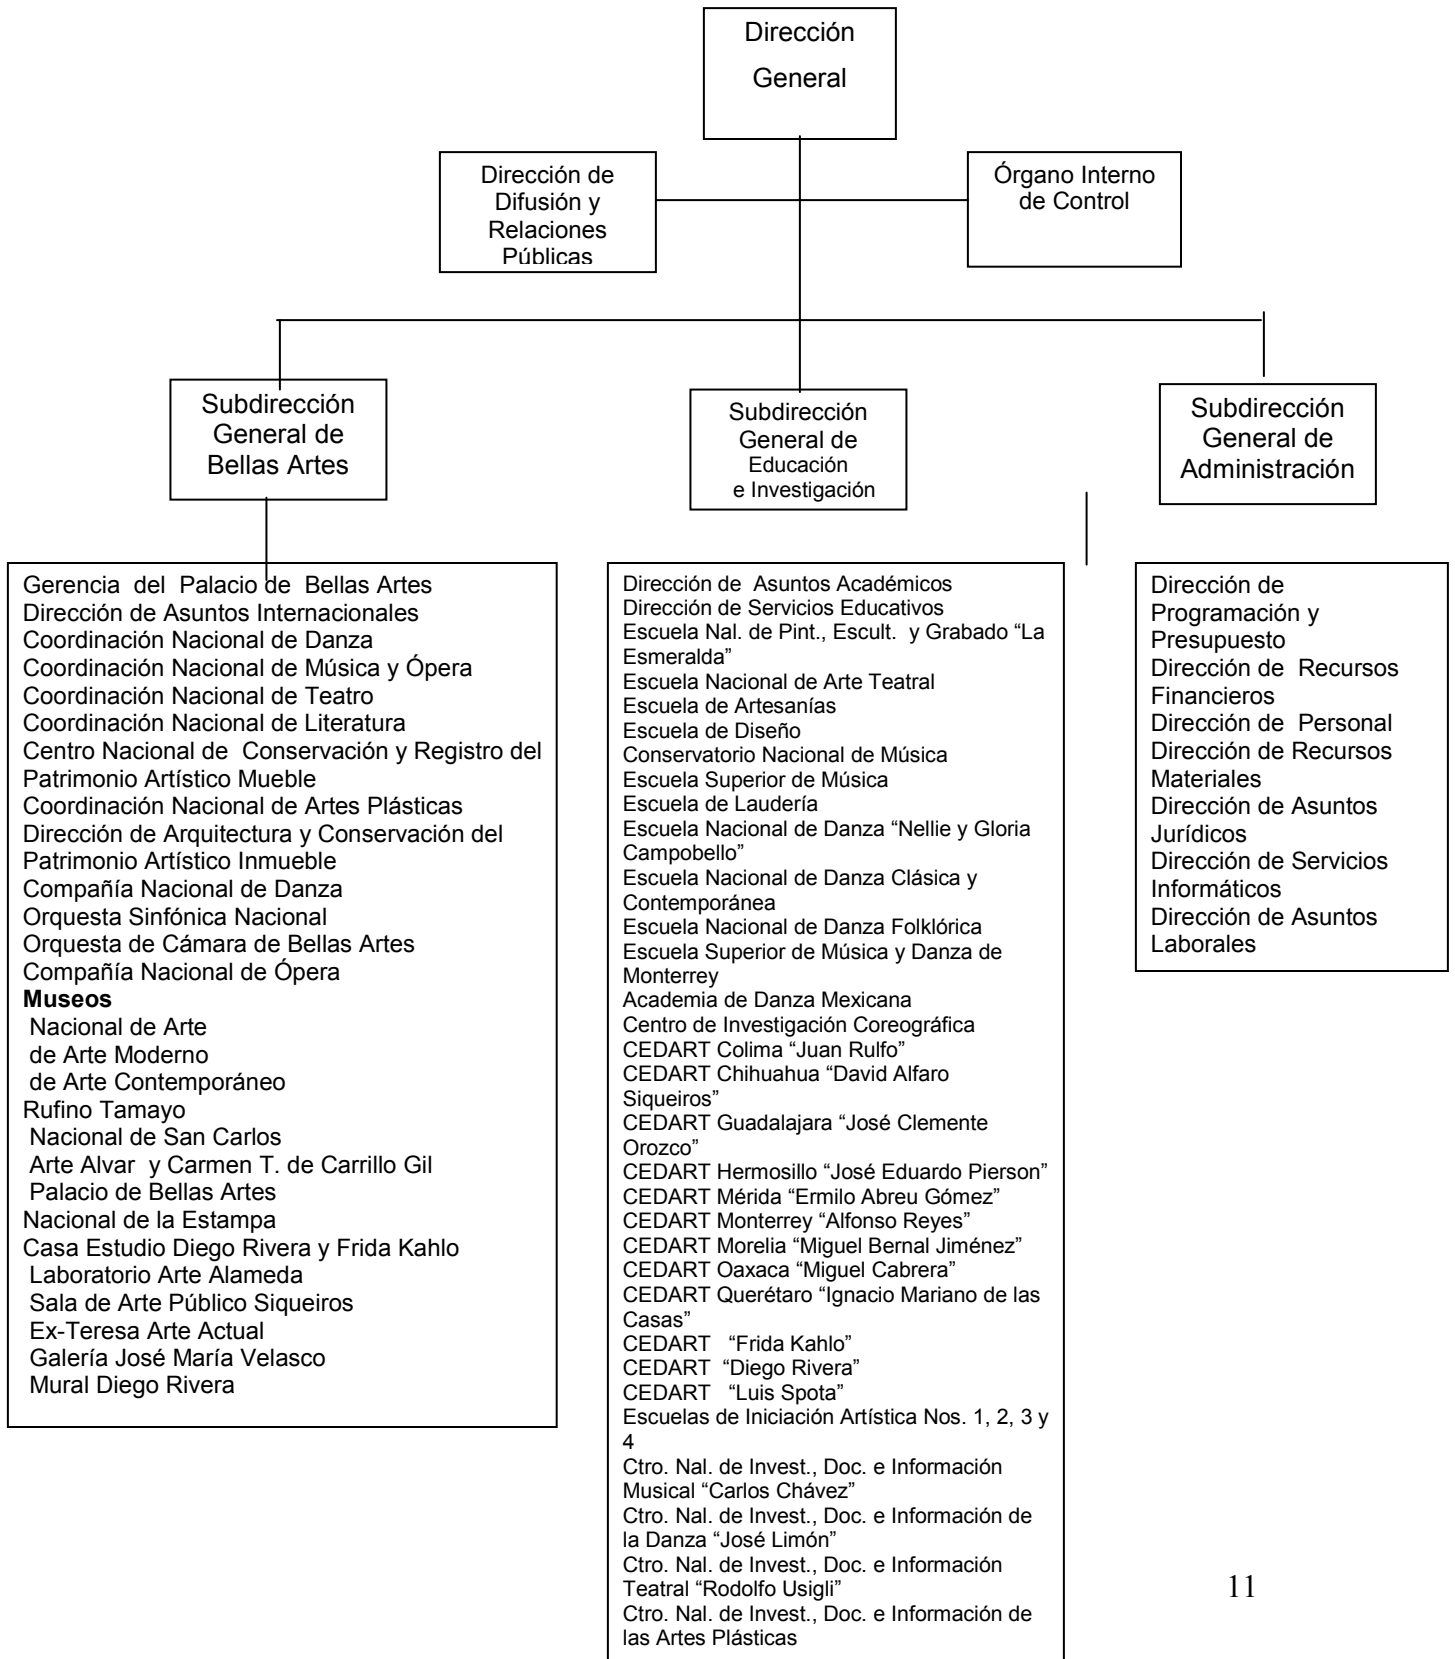 Dirección
General
Dirección de
Difusión y
Relaciones
Públicas
Órgano Interno
de Control
Subdirección
General de
Bellas Artes
Subdirección
General de
Educación
e Investigación
Subdirección
General de
Administración
Gerencia del Palacio de Bellas Artes
Dirección de Asuntos Internacionales
Coordinación Nacional de Danza
Coordinación Nacional de Música y Ópera
Coordinación Nacional de Teatro
Coordinación Nacional de Literatura
Centro Nacional de Conservación y Registro del
Patrimonio Artístico Mueble
Coordinación Nacional de Artes Plásticas
Dirección de Arquitectura y Conservación del
Patrimonio Artístico Inmueble
Compañía Nacional de Danza
Orquesta Sinfónica Nacional
Orquesta de Cámara de Bellas Artes
Compañía Nacional de Ópera
Museos
Nacional de Arte
de Arte Moderno
de Arte Contemporáneo
Rufino Tamayo
Nacional de San Carlos
Arte Alvar y Carmen T. de Carrillo Gil
Palacio de Bellas Artes
Nacional de la Estampa
Casa Estudio Diego Rivera y Frida Kahlo
Laboratorio Arte Alameda
Sala de Arte Público Siqueiros
Ex-Teresa Arte Actual
Galería José María Velasco
Mural Diego Rivera
Dirección de Asuntos Académicos
Dirección de Servicios Educativos
Escuela Nal. de Pint., Escult. y Grabado “La
Esmeralda”
Escuela Nacional de Arte Teatral
Escuela de Artesanías
Escuela de Diseño
Conservatorio Nacional de Música
Escuela Superior de Música
Escuela de Laudería
Escuela Nacional de Danza “Nellie y Gloria
Campobello”
Escuela Nacional de Danza Clásica y
Contemporánea
Escuela Nacional de Danza Folklórica
Escuela Superior de Música y Danza de
Monterrey
Academia de Danza Mexicana
Centro de Investigación Coreográfica
CEDART Colima “Juan Rulfo”
CEDART Chihuahua “David Alfaro
Siqueiros”
CEDART Guadalajara “José Clemente
Orozco”
CEDART Hermosillo “José Eduardo Pierson”
CEDART Mérida “Ermilo Abreu Gómez”
CEDART Monterrey “Alfonso Reyes”
CEDART Morelia “Miguel Bernal Jiménez”
CEDART Oaxaca “Miguel Cabrera”
CEDART Querétaro “Ignacio Mariano de las
Casas”
CEDART “Frida Kahlo”
CEDART “Diego Rivera”
CEDART “Luis Spota”
Escuelas de Iniciación Artística Nos. 1, 2, 3 y
4
Ctro. Nal. de Invest., Doc. e Información
Musical “Carlos Chávez”
Ctro. Nal. de Invest., Doc. e Información de
la Danza “José Limón”
Ctro. Nal. de Invest., Doc. e Información
Teatral “Rodolfo Usigli”
Ctro. Nal. de Invest., Doc. e Información de
las Artes Plásticas
Dirección de
Programación y
Presupuesto
Dirección de Recursos
Financieros
Dirección de Personal
Dirección de Recursos
Materiales
Dirección de Asuntos
Jurídicos
Dirección de Servicios
Informáticos
Dirección de Asuntos
Laborales
11